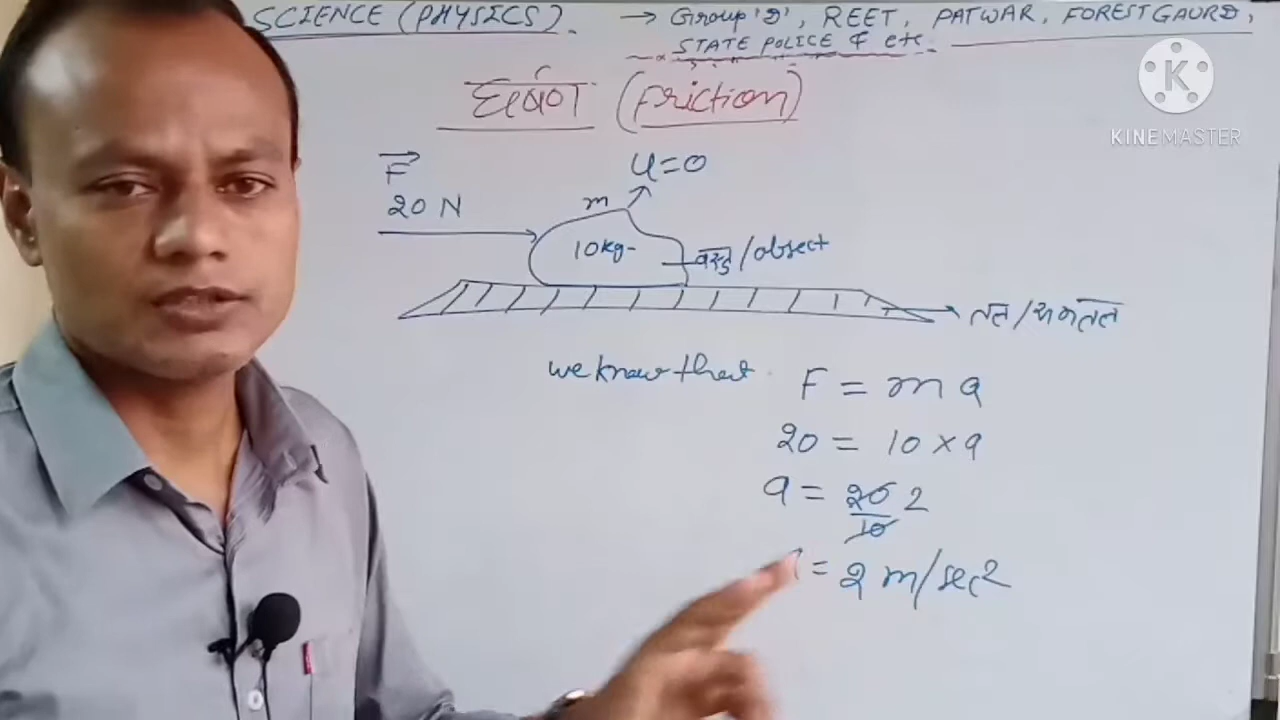 SCIENCE (PHYSICS). → Group 'D', REET, PATWAR, FOREST GAURD,
STATE POLICE & etc.
घर्षण (Friction)
F
20 N
u=0
m
10kg
वस्तु/object
तल/समतल
we know that F = ma
20 = 10 × a
a = 20/10 2
a = 2 m/sec2
K
KINEMASTER